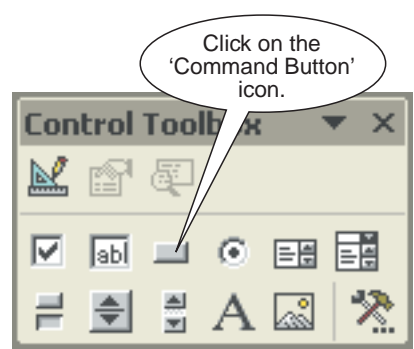 Click on the
‘Command Button’
icon.
Control Toolbox
abl
A